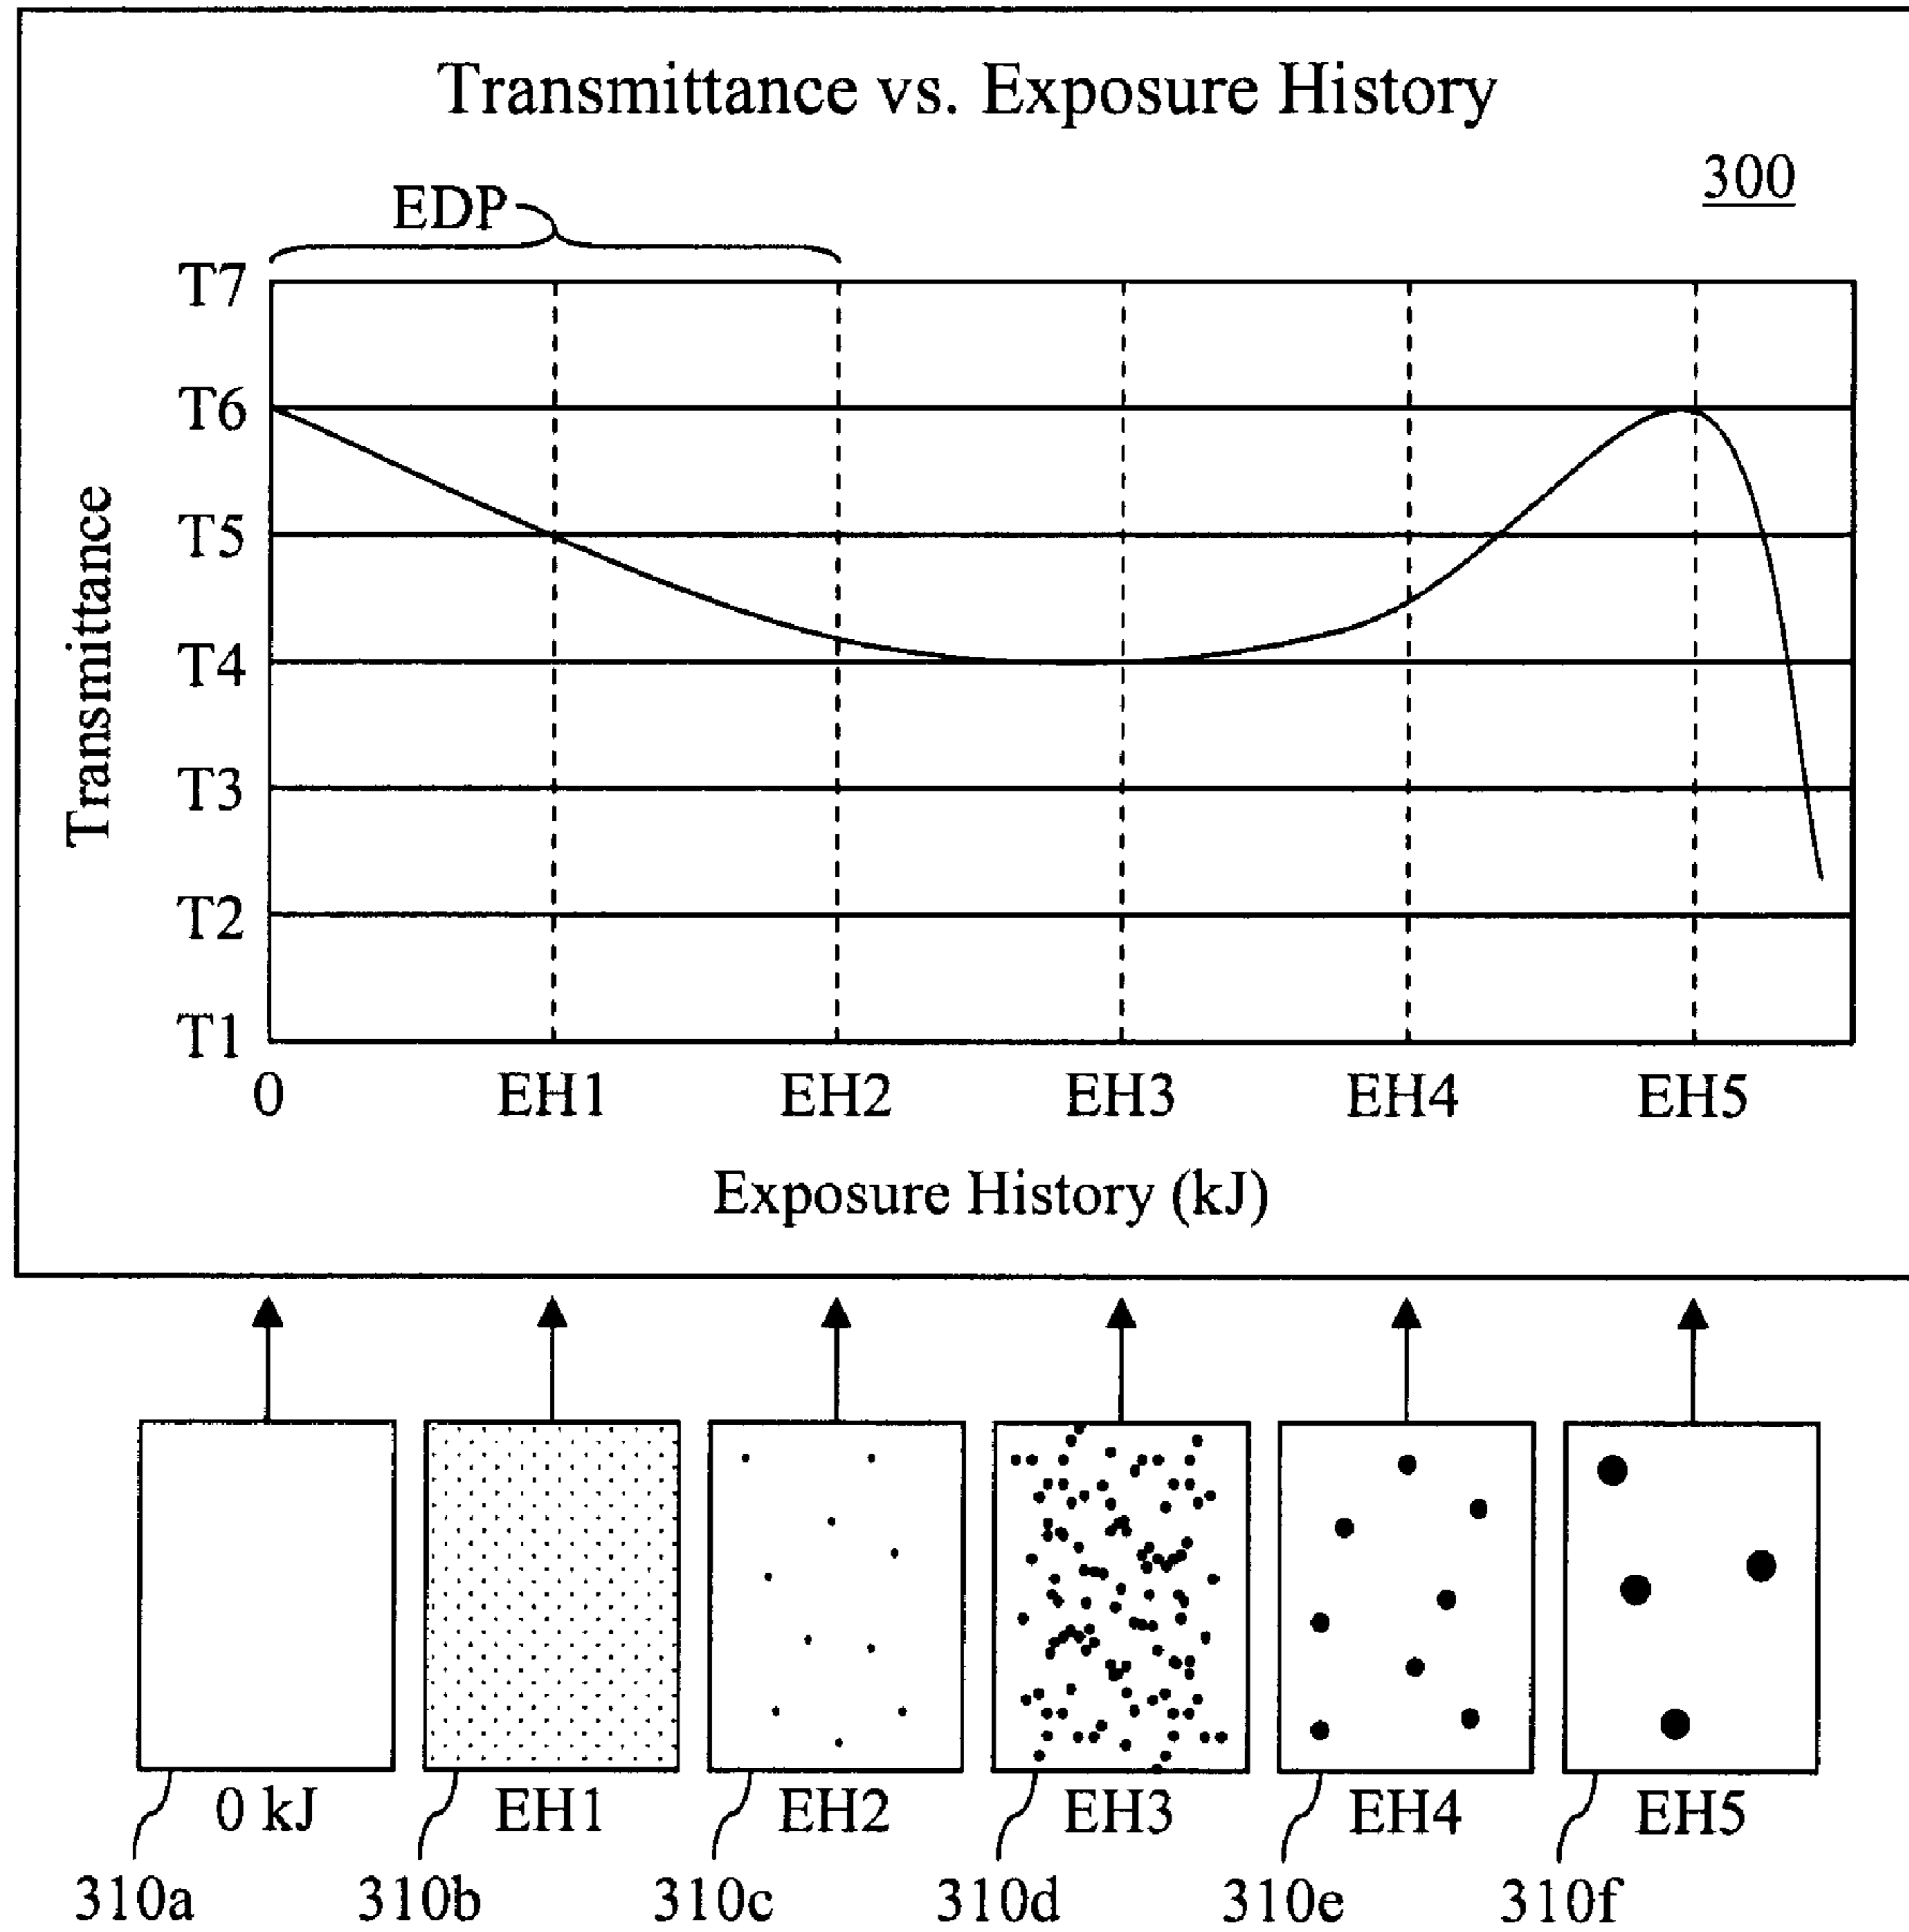 Transmittance vs. Exposure History
300
EDP
T7
T6
T5
T4
T3
T2
T1
Transmittance
0 EH1 EH2 EH3 EH4 EH5
Exposure History (kJ)
0 kJ EH1 EH2 EH3 EH4 EH5
310a 310b 310c 310d 310e 310f